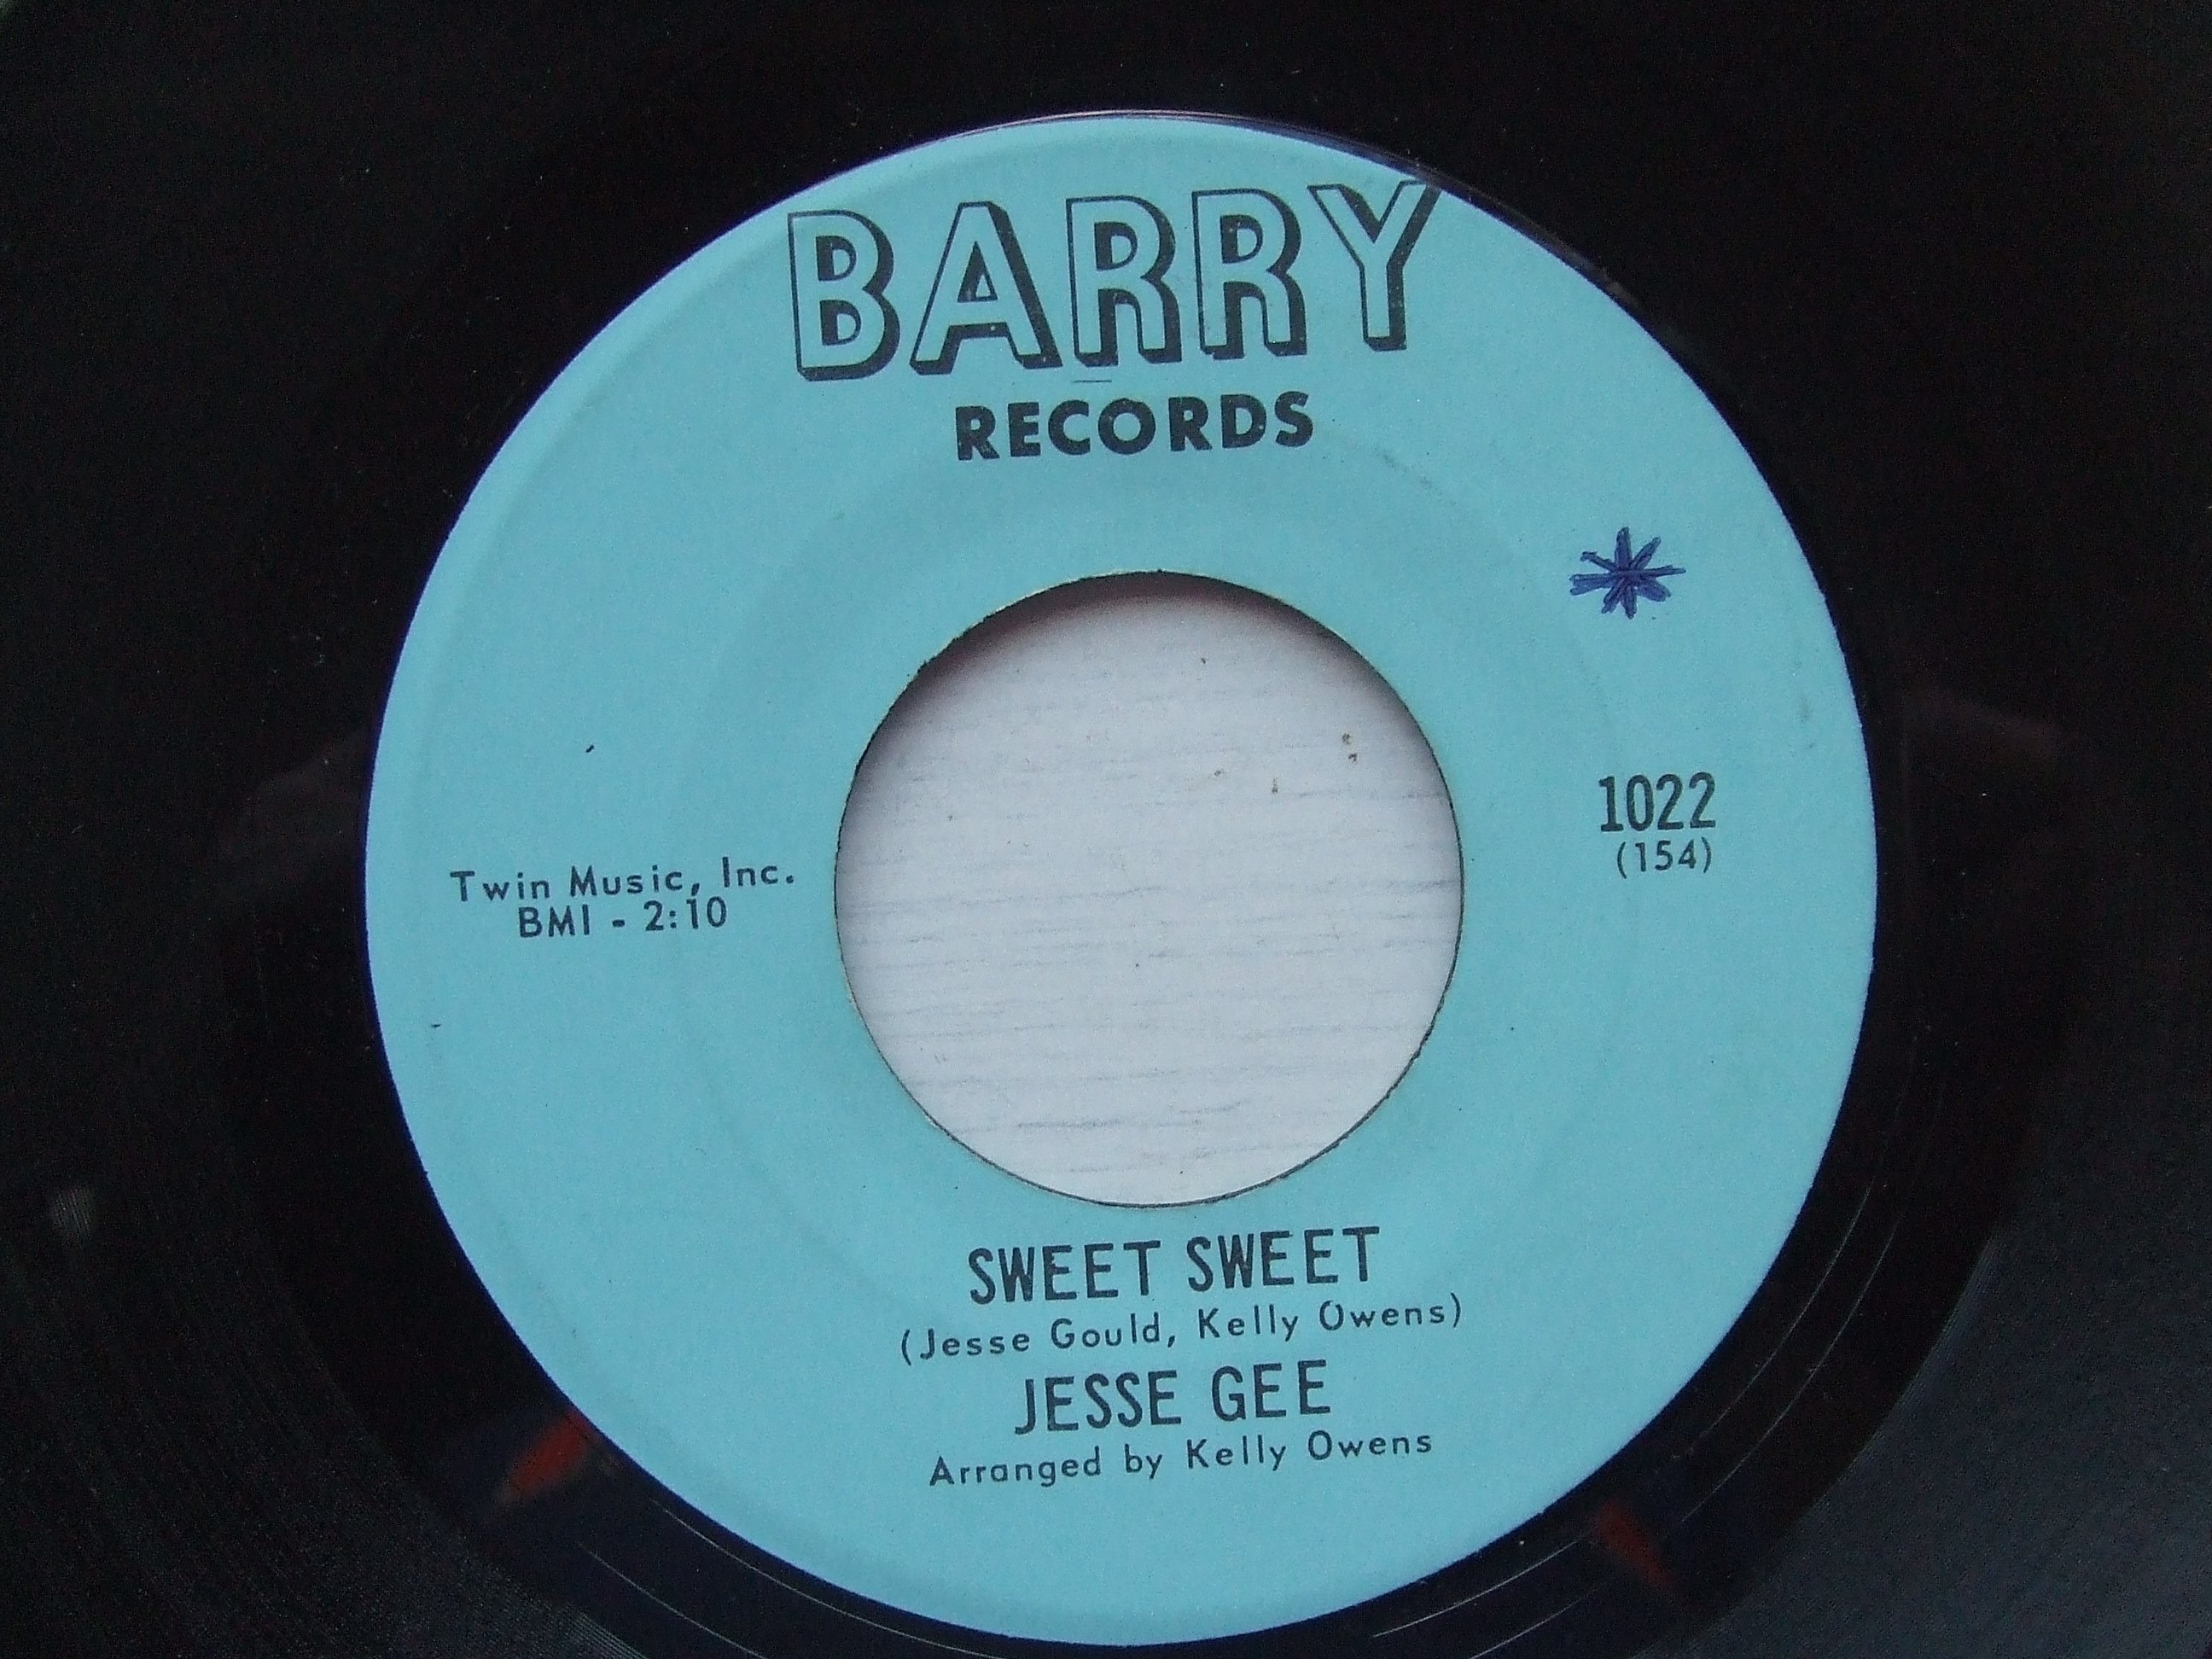 BARRY
RECORDS
1022
(154)
Twin Music, Inc.
BMI - 2:10
SWEET SWEET
(Jesse Gould, Kelly Owens)
JESSE GEE
Arranged by Kelly Owens